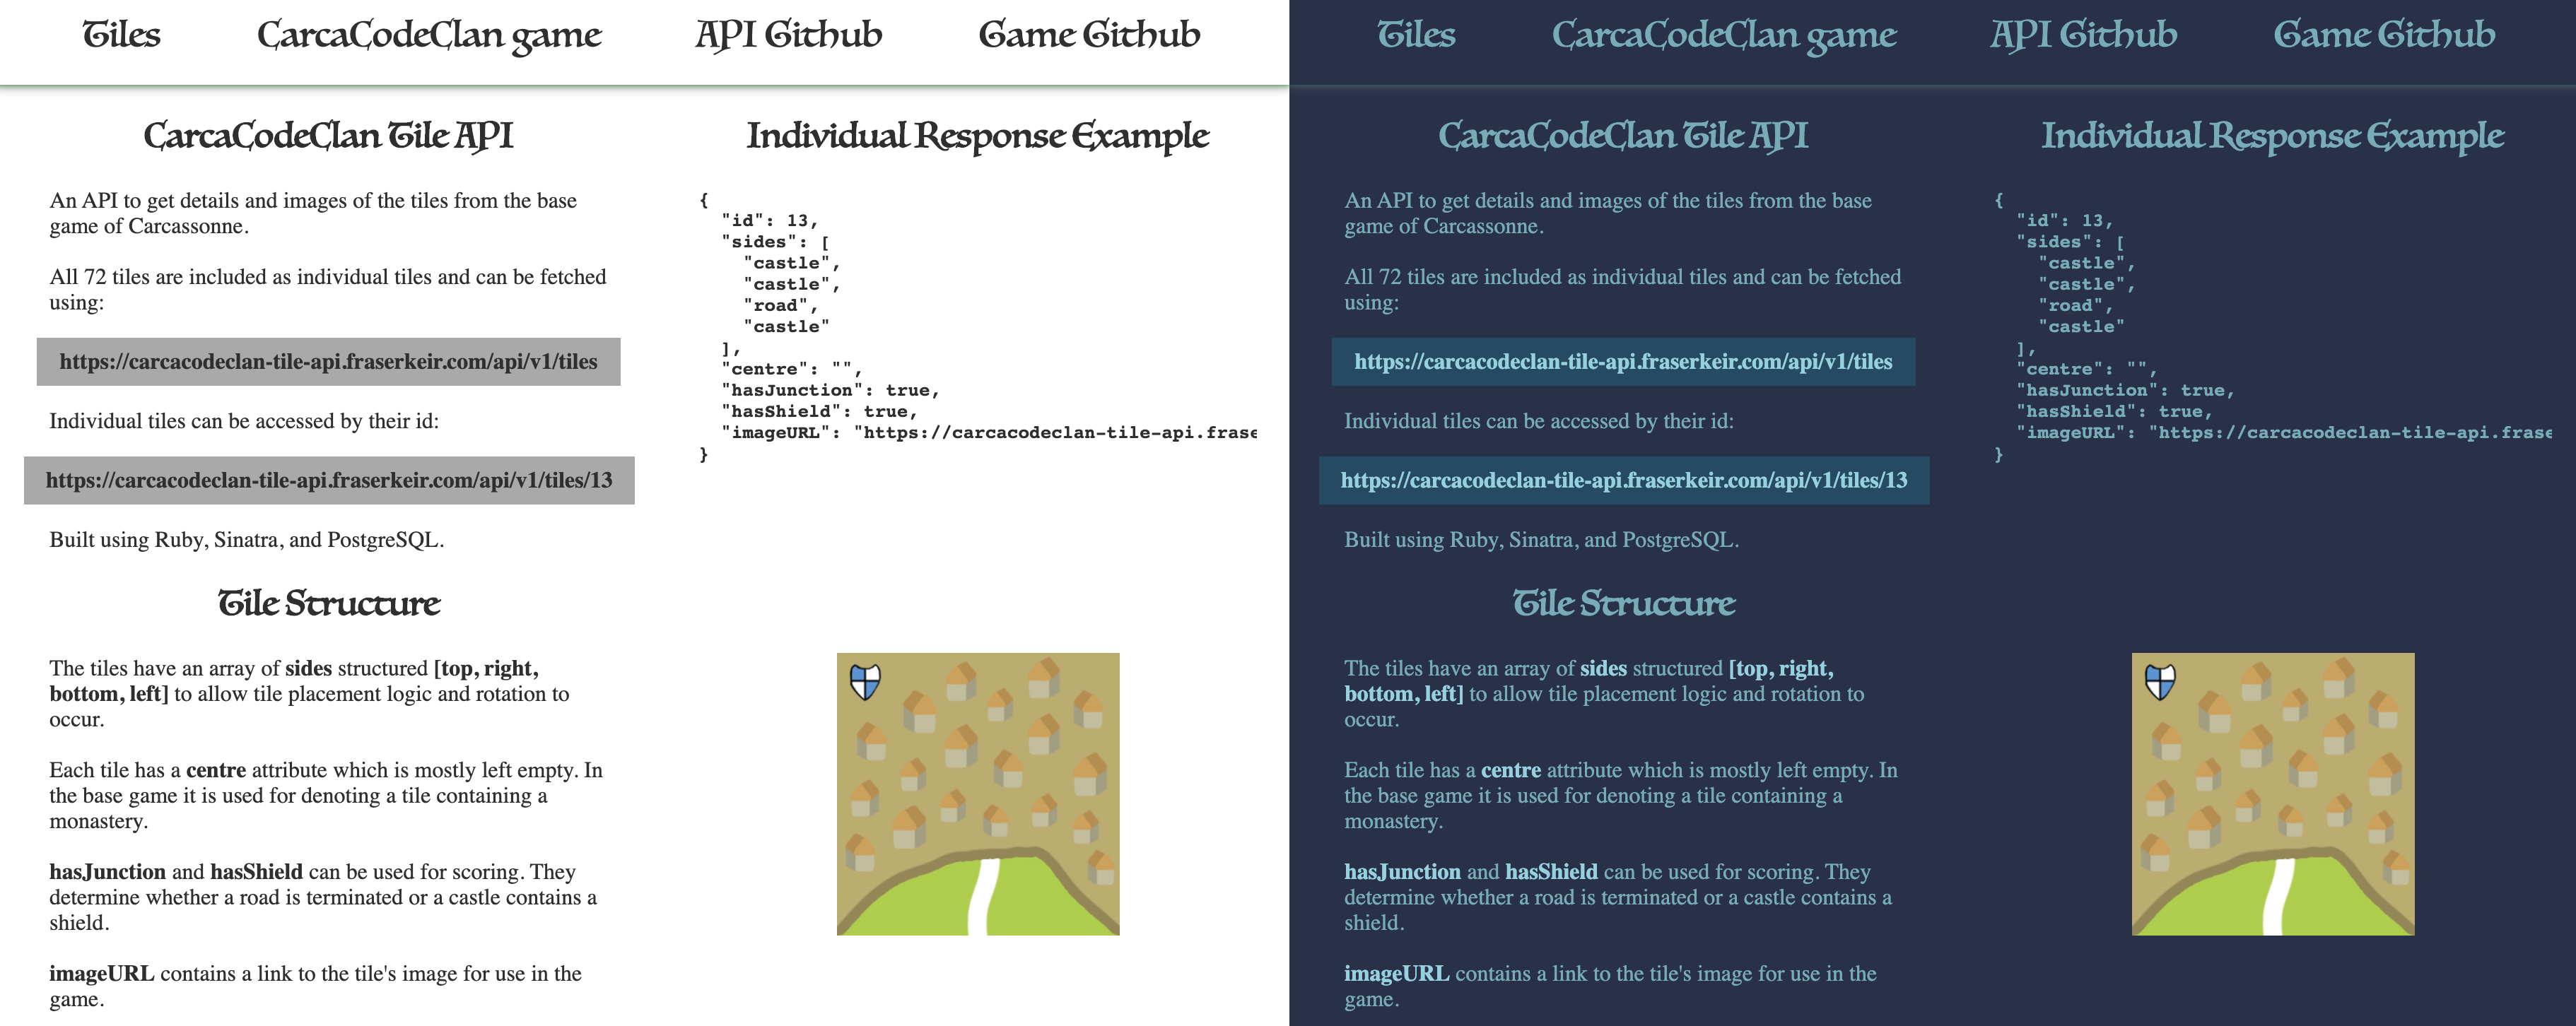 Tiles CarcaCodeClan game API Github Game Github
CarcaCodeClan Tile API
An API to get details and images of the tiles from the base
game of Carcassonne.
All 72 tiles are included as individual tiles and can be fetched
using:
https://carcacodeclan-tile-api.fraserkeir.com/api/v1/tiles
Individual tiles can be accessed by their id:
https://carcacodeclan-tile-api.fraserkeir.com/api/v1/tiles/13
Built using Ruby, Sinatra, and PostgreSQL.
Individual Response Example
{
"id": 13,
"sides": [
"castle",
"castle",
"road",
"castle"
],
"centre": "",
"hasJunction": true,
"hasShield": true,
"imageURL": "https://carcacodeclan-tile-api.frase
}
Tile Structure
The tiles have an array of sides structured [top, right,
bottom, left] to allow tile placement logic and rotation to
occur.
Each tile has a centre attribute which is mostly left empty. In
the base game it is used for denoting a tile containing a
monastery.
hasJunction and hasShield can be used for scoring. They
determine whether a road is terminated or a castle contains a
shield.
imageURL contains a link to the tile's image for use in the
game.
Tiles CarcaCodeClan game API Github Game Github
CarcaCodeClan Tile API
An API to get details and images of the tiles from the base
game of Carcassonne.
All 72 tiles are included as individual tiles and can be fetched
using:
https://carcacodeclan-tile-api.fraserkeir.com/api/v1/tiles
Individual tiles can be accessed by their id:
https://carcacodeclan-tile-api.fraserkeir.com/api/v1/tiles/13
Built using Ruby, Sinatra, and PostgreSQL.
Individual Response Example
{
"id": 13,
"sides": [
"castle",
"castle",
"road",
"castle"
],
"centre": "",
"hasJunction": true,
"hasShield": true,
"imageURL": "https://carcacodeclan-tile-api.frase
}
Tile Structure
The tiles have an array of sides structured [top, right,
bottom, left] to allow tile placement logic and rotation to
occur.
Each tile has a centre attribute which is mostly left empty. In
the base game it is used for denoting a tile containing a
monastery.
hasJunction and hasShield can be used for scoring. They
determine whether a road is terminated or a castle contains a
shield.
imageURL contains a link to the tile's image for use in the
game.